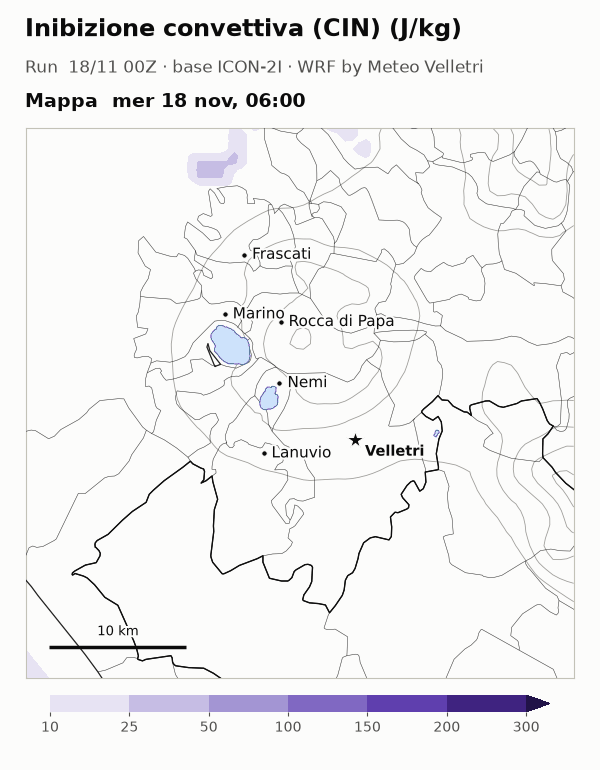 Inibizione convettiva (CIN) (J/kg)
Run  18/11 00Z · base ICON-2I · WRF by Meteo Velletri
Mappa  mer 18 nov, 06:00
Frascati
Marino
Rocca di Papa
Nemi
Velletri
Lanuvio
10 km
10 25 50 100 150 200 300